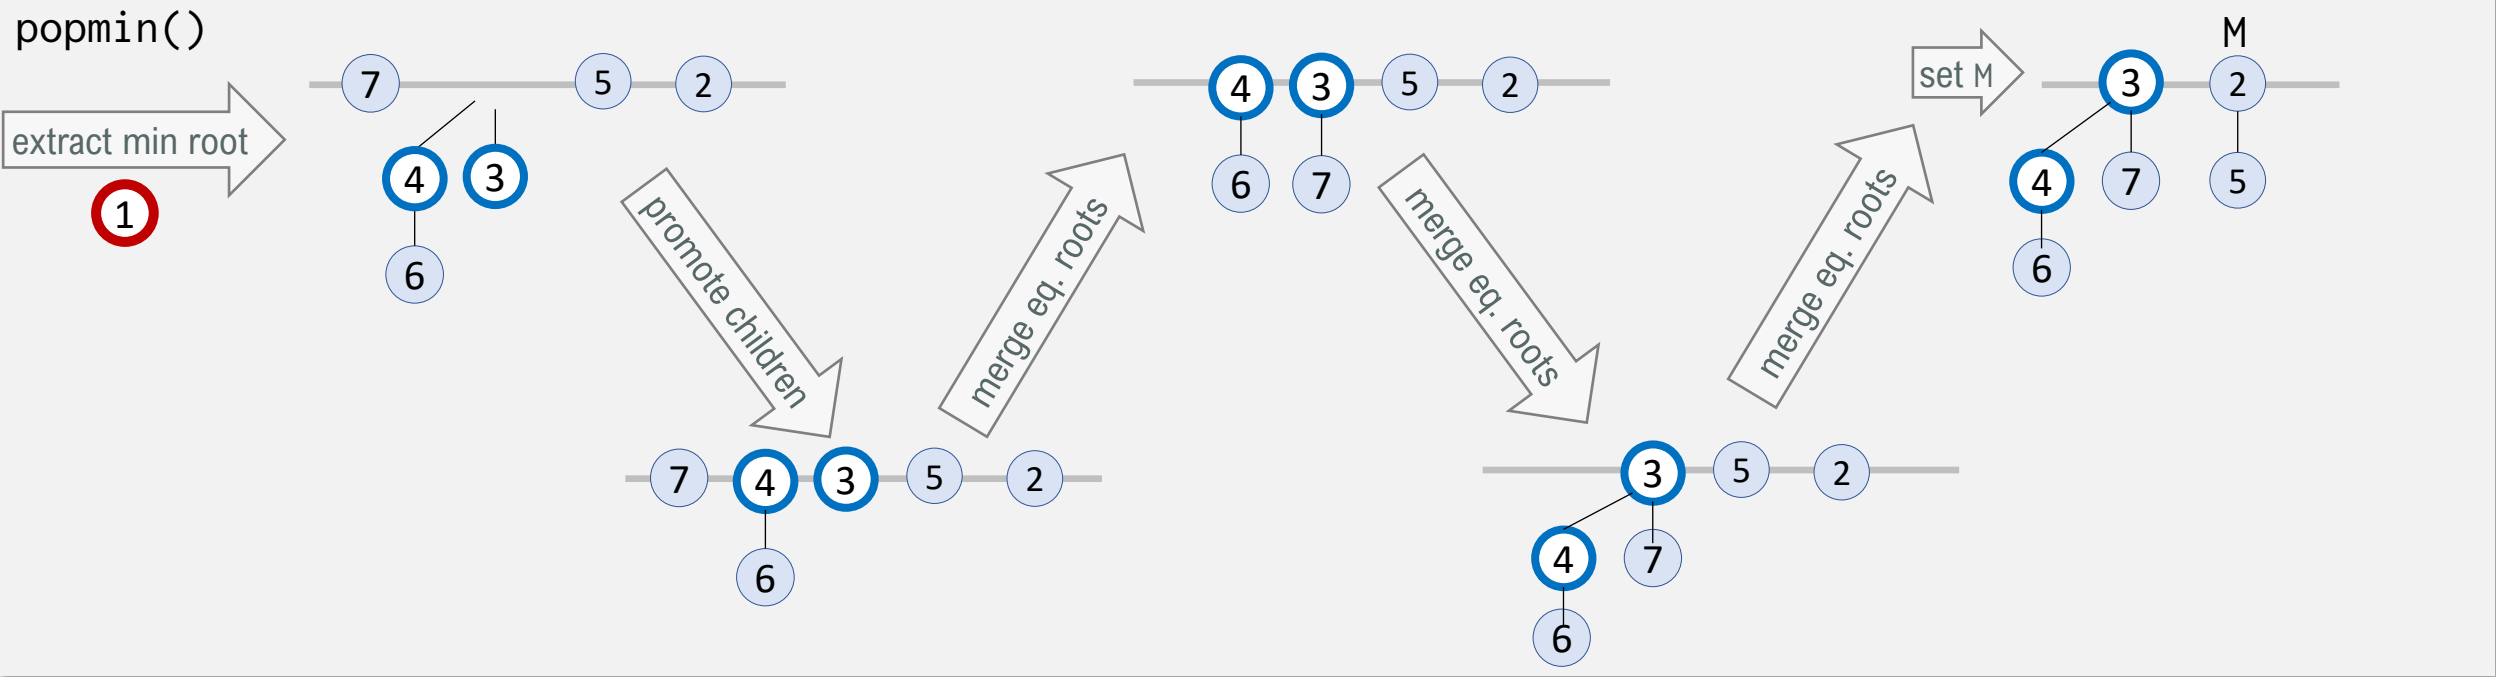 popmin()
extract min root
1
7 5 2
4 3
6
promote children
7 4 3 5 2
6
merge eq. roots
4 3 5 2
6 7
merge eq. roots
3 5 2
4 7
6
merge eq. roots
set M
M
3 2
4 7 5
6